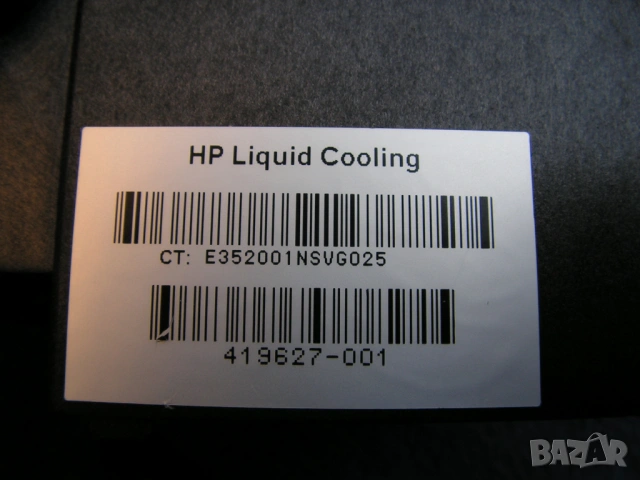 HP Liquid Cooling
CT: E352001NSVG025
419627-001
BAZAR